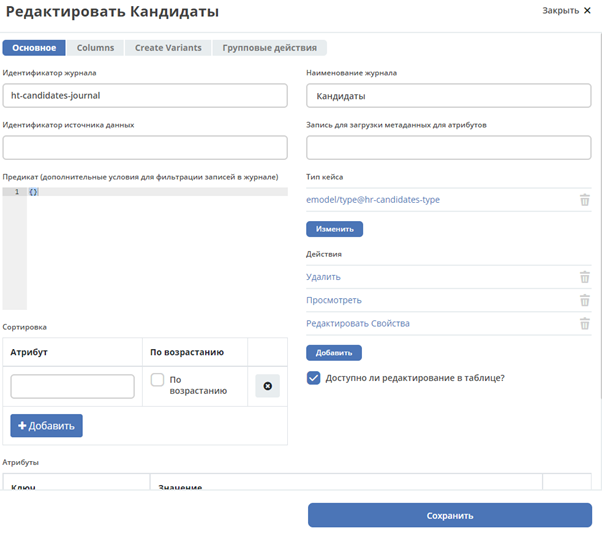 Редактировать Кандидаты
Закрыть ✕
Основное Columns Create Variants Групповые действия
Идентификатор журнала
ht-candidates-journal
Наименование журнала
Кандидаты
Идентификатор источника данных
Запись для загрузки метаданных для атрибутов
Предикат (дополнительные условия для фильтрации записей в журнале)
1 {}
Тип кейса
emodel/type@hr-candidates-type
Изменить
Действия
Удалить
Просмотреть
Редактировать Свойства
Добавить
Доступно ли редактирование в таблице?
Сортировка
Атрибут По возрастанию
По
возрастанию
+ Добавить
Атрибуты
Ключ Значение
Сохранить